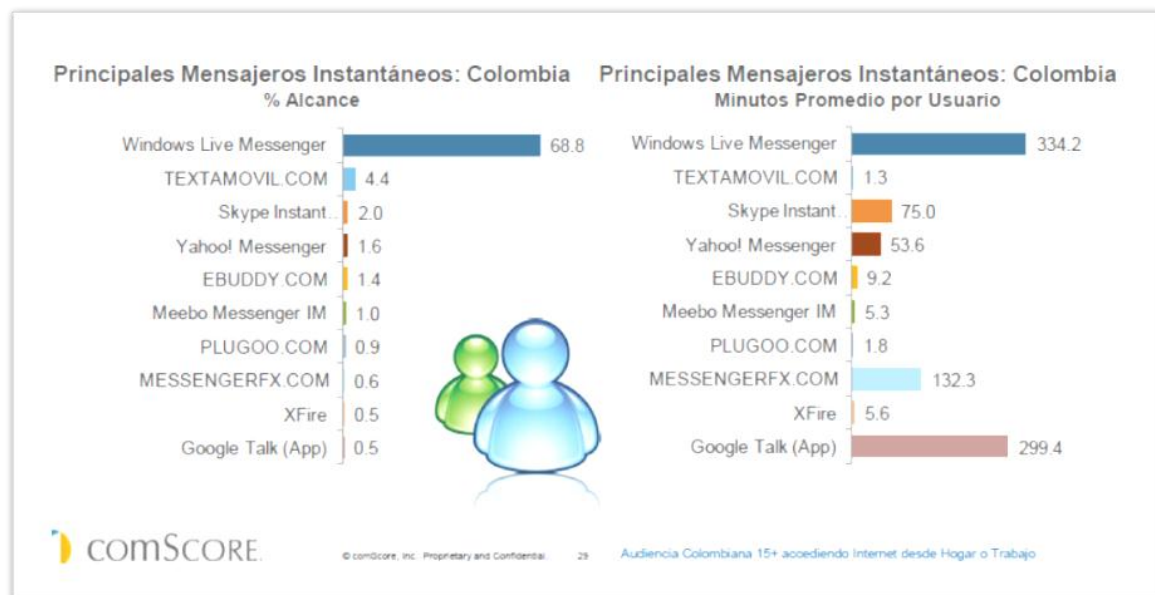 Principales Mensajeros Instantáneos: Colombia
% Alcance
Windows Live Messenger 68.8
TEXTAMOVIL.COM 4.4
Skype Instant... 2.0
Yahoo! Messenger 1.6
EBUDDY.COM 1.4
Meebo Messenger IM 1.0
PLUGOO.COM 0.9
MESSENGERFX.COM 0.6
XFire 0.5
Google Talk (App) 0.5
Principales Mensajeros Instantáneos: Colombia
Minutos Promedio por Usuario
Windows Live Messenger 334.2
TEXTAMOVIL.COM 1.3
Skype Instant... 75.0
Yahoo! Messenger 53.6
EBUDDY.COM 9.2
Meebo Messenger IM 5.3
PLUGOO.COM 1.8
MESSENGERFX.COM 132.3
XFire 5.6
Google Talk (App) 299.4
comSCORE.
© comScore, Inc. Proprietary and Confidential.
29
Audiencia Colombiana 15+ accediendo Internet desde Hogar o Trabajo